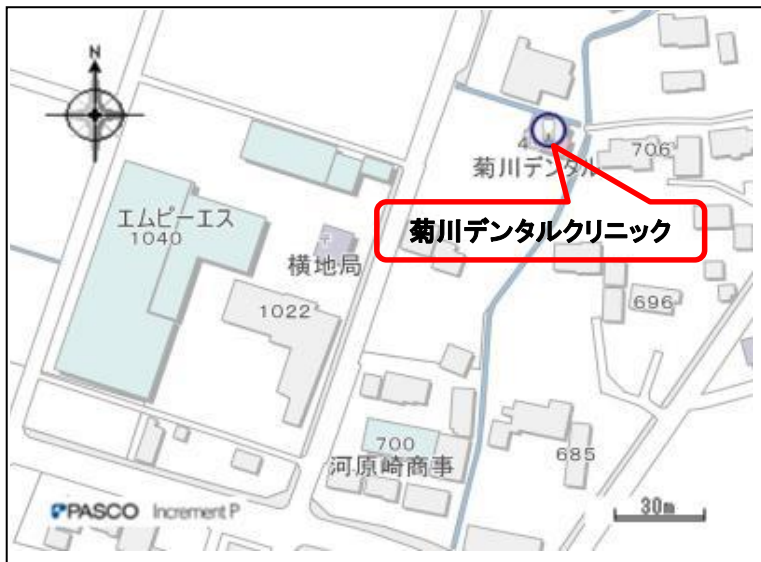 N
4
菊川デンタル
706
菊川デンタルクリニック
エムピーエス
1040
横地局
1022
696
700
河原崎商事
685
PASCO Increment P
30m